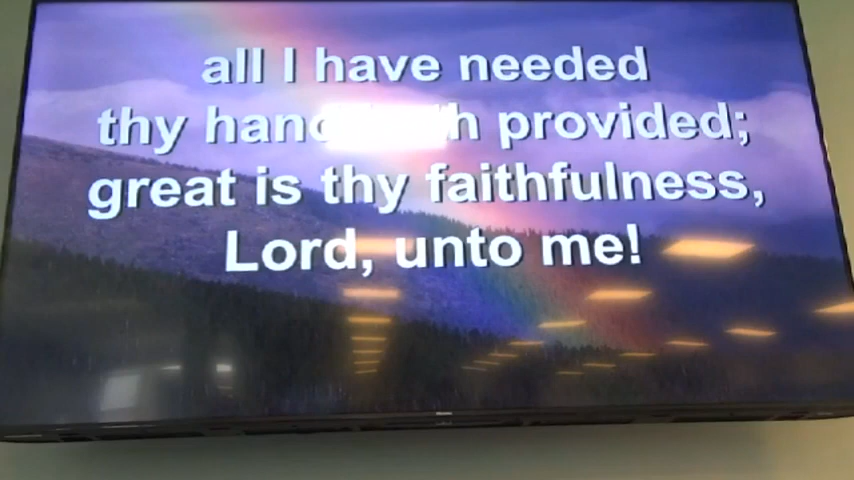 all I have needed
thy provided;
great is thy faithfulness,
Lord, unto me!